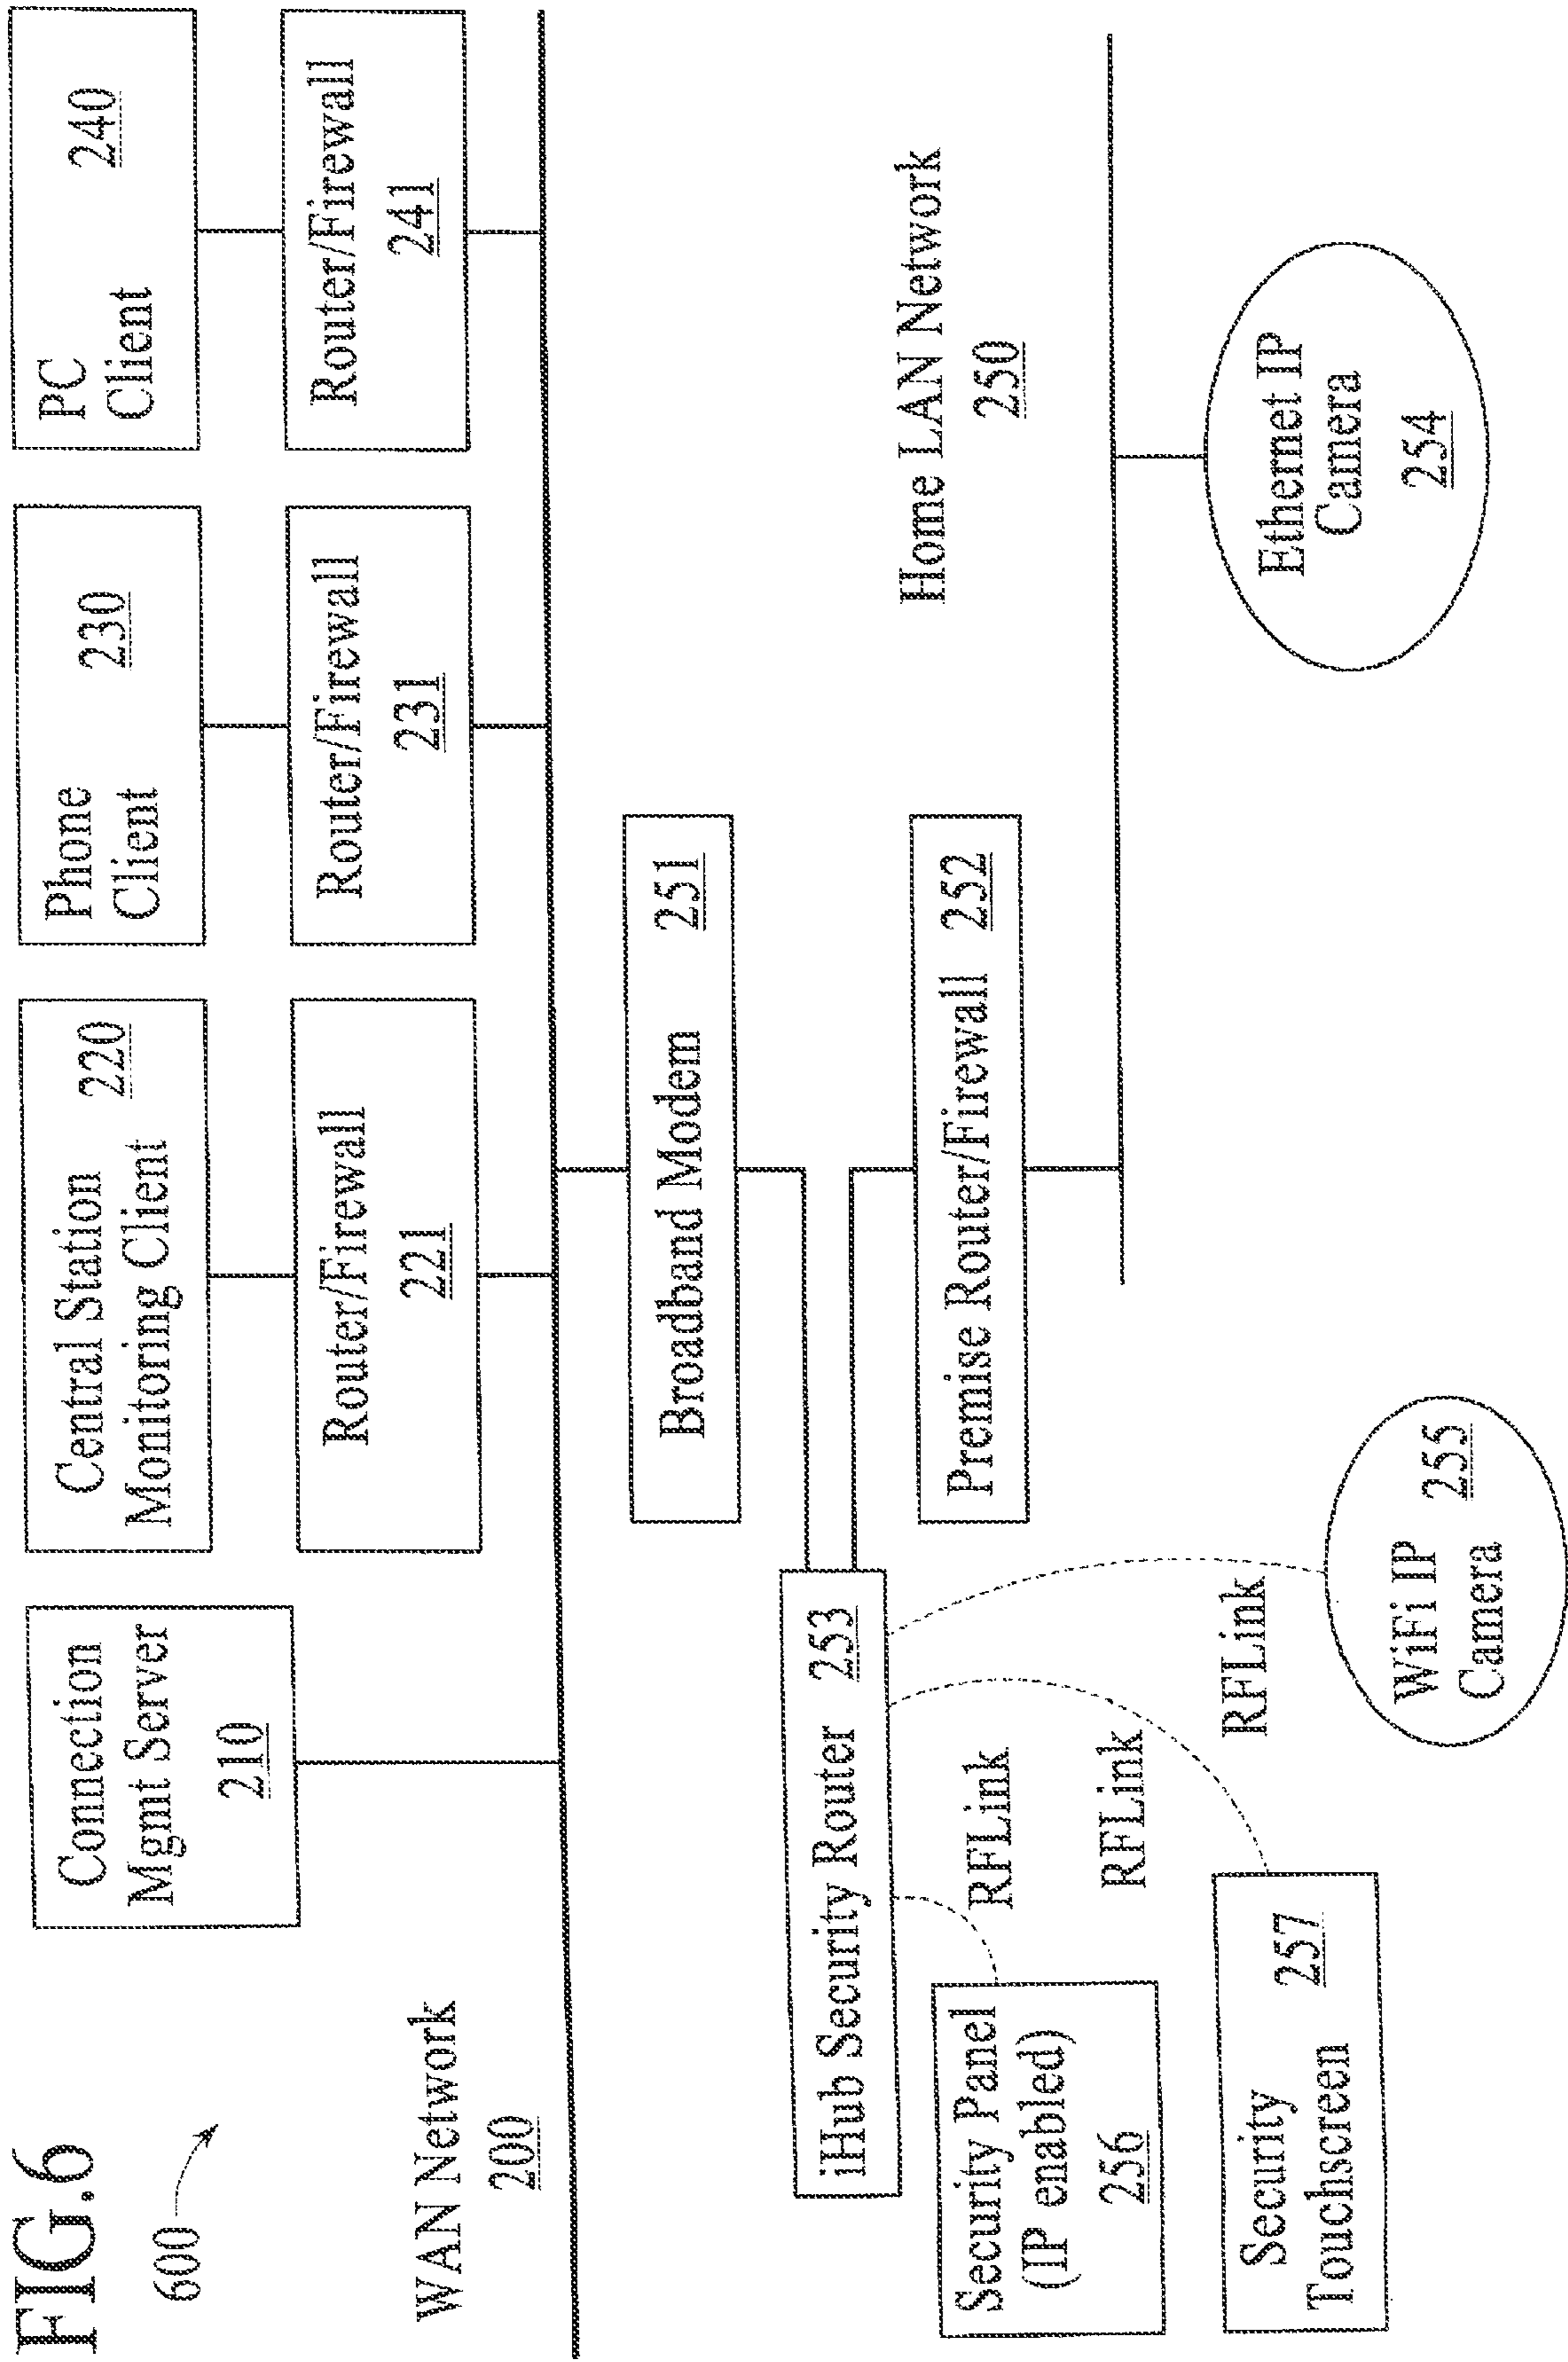 FIG.6
600
Connection
Mgmt Server
210
Central Station
Monitoring Client
220
Phone
Client
230
PC
Client
240
Router/Firewall
221
Router/Firewall
231
Router/Firewall
241
WAN Network
200
Broadband Modem 251
iHub Security Router 253
Premise Router/Firewall 252
Home LAN Network
250
Security Panel
(IP enabled)
256
RFLink
RFLink
RFLink
Security
Touchscreen
257
WiFi IP
Camera
255
Ethernet IP
Camera
254